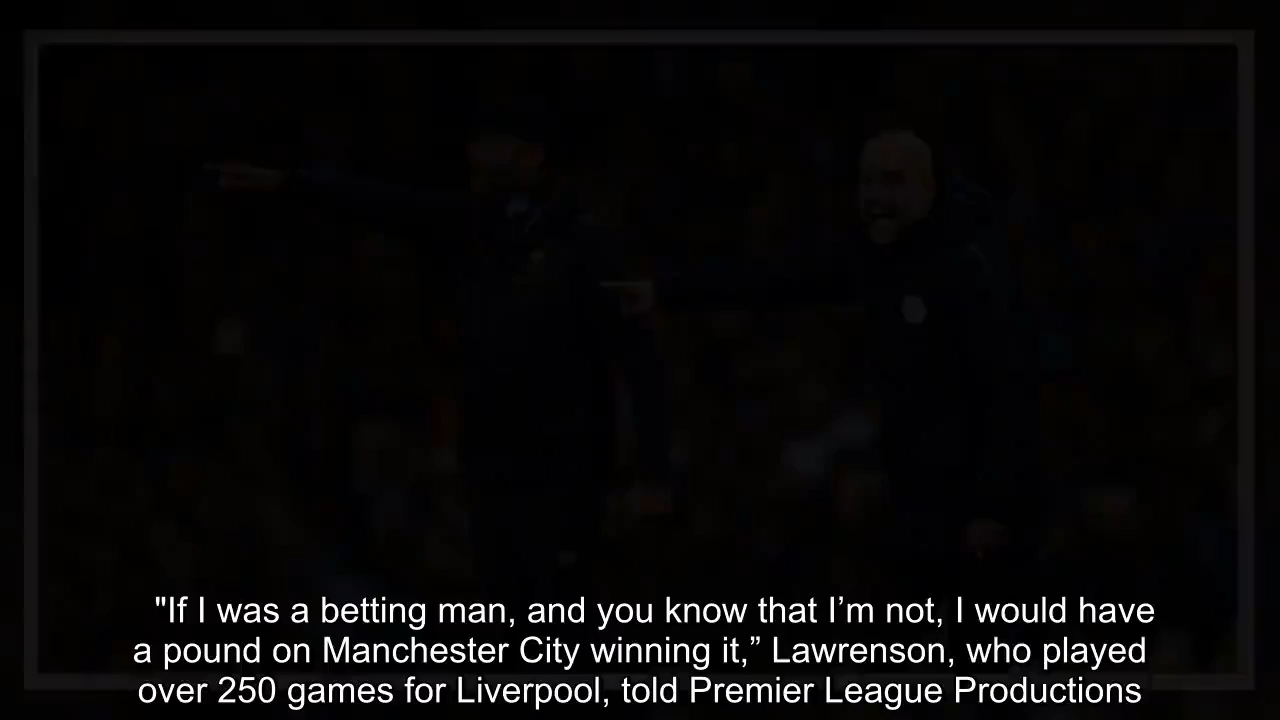 "If I was a betting man, and you know that I’m not, I would have
a pound on Manchester City winning it,” Lawrenson, who played
over 250 games for Liverpool, told Premier League Productions